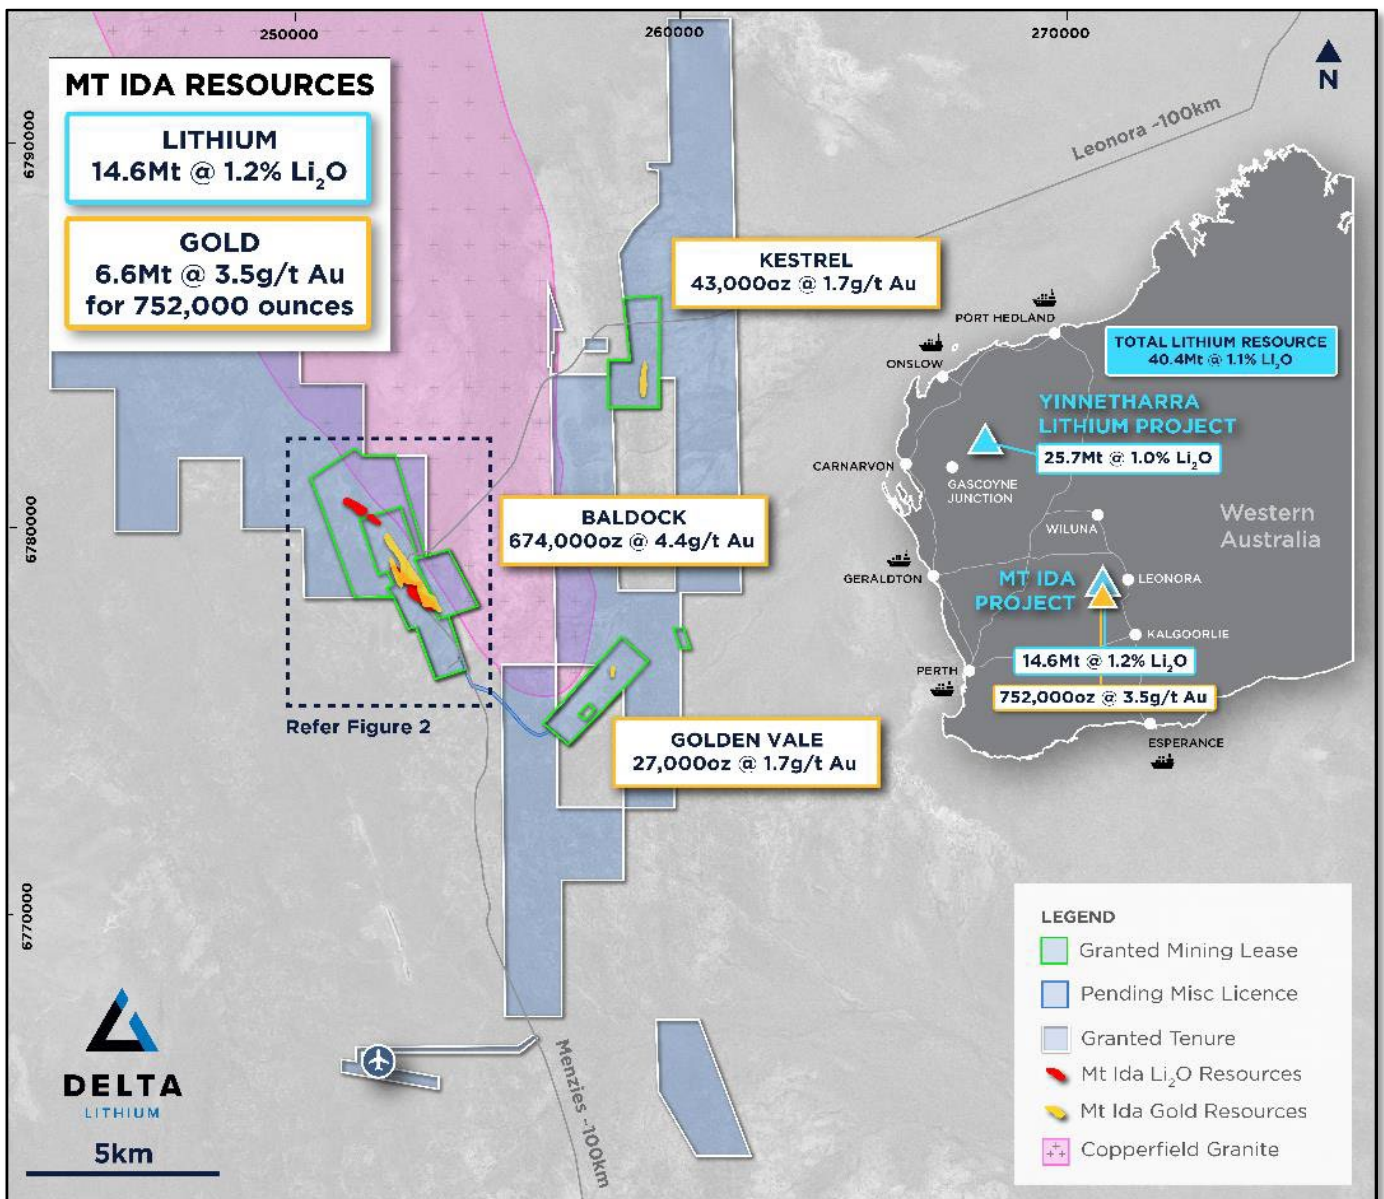 250000
260000
270000
N
6790000
6780000
6770000
MT IDA RESOURCES
LITHIUM
14.6Mt @ 1.2% Li₂O
GOLD
6.6Mt @ 3.5g/t Au
for 752,000 ounces
Leonora ~100km
KESTREL
43,000oz @ 1.7g/t Au
BALDOCK
674,000oz @ 4.4g/t Au
GOLDEN VALE
27,000oz @ 1.7g/t Au
Refer Figure 2
Menzies ~100km
PORT HEDLAND
ONSLOW
TOTAL LITHIUM RESOURCE
40.4Mt @ 1.1% Li₂O
YINNETHARRA
LITHIUM PROJECT
25.7Mt @ 1.0% Li₂O
CARNARVON
GASCOYNE
JUNCTION
WILUNA
Western
Australia
GERALDTON
MT IDA
PROJECT
LEONORA
KALGOORLIE
14.6Mt @ 1.2% Li₂O
PERTH
752,000oz @ 3.5g/t Au
ESPERANCE
LEGEND
Granted Mining Lease
Pending Misc Licence
Granted Tenure
Mt Ida Li₂O Resources
Mt Ida Gold Resources
Copperfield Granite
DELTA
LITHIUM
5km